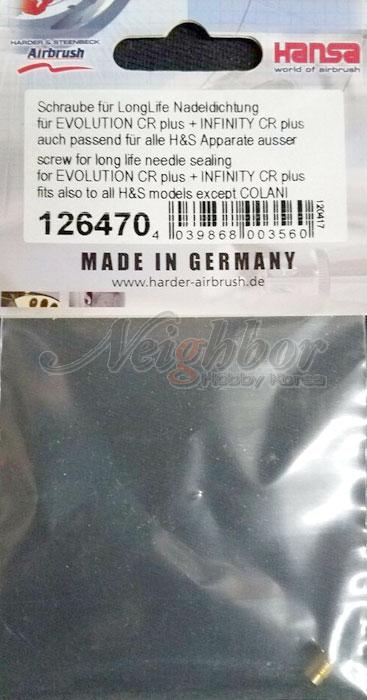 HARDER & STEENBECK
Airbrush
Hansa
world of airbrush
Schraube für LongLife Nadeldichtung
für EVOLUTION CR plus + INFINITY CR plus
auch passend für alle H&S Apparate ausser
screw for long life needle sealing
for EVOLUTION CR plus + INFINITY CR plus
fits also to all H&S models except COLANI
126470
4 039868 003560
120417
MADE IN GERMANY
www.harder-airbrush.de
Neighbor
Hobby Korea